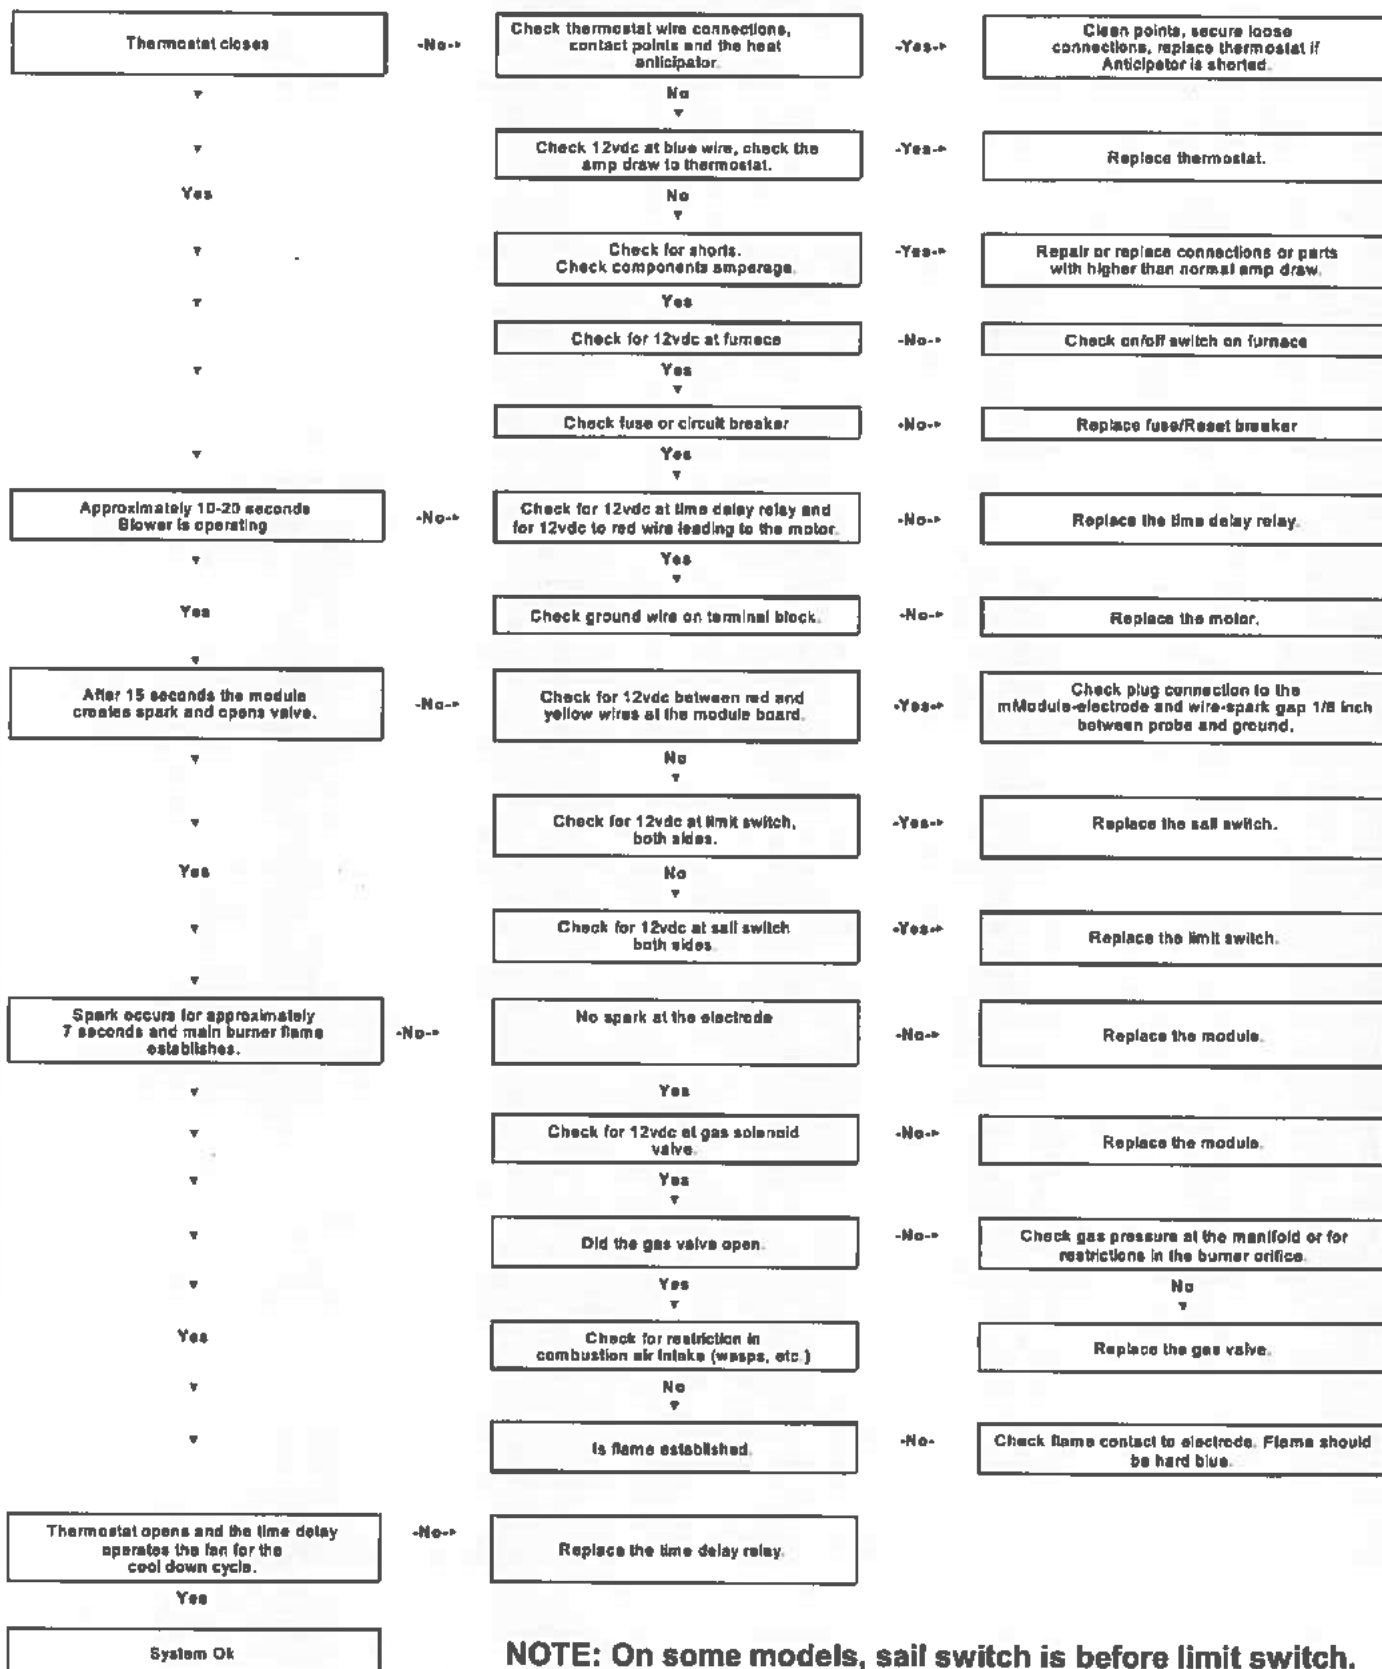 Thermostat closes
-No-
Check thermostat wire connections,
contact points and the heat
anticipator.
-Yes-
Clean points, secure loose
connections, replace thermostat if
Anticipator is shorted.
No
Check 12vdc at blue wire, check the
amp draw to thermostat.
-Yes-
Replace thermostat.
Yes
No
Check for shorts.
Check components amperage.
-Yes-
Repair or replace connections or parts
with higher than normal amp draw.
Yes
Check for 12vdc at furnace
-No-
Check on/off switch on furnace
Yes
Check fuse or circuit breaker
-No-
Replace fuse/Reset breaker
Yes
Approximately 10-20 seconds
Blower is operating
-No-
Check for 12vdc at time delay relay and
for 12vdc to red wire leading to the motor.
-No-
Replace the time delay relay.
Yes
Yes
Check ground wire on terminal block.
-No-
Replace the motor.
After 15 seconds the module
creates spark and opens valve.
-No-
Check for 12vdc between red and
yellow wires at the module board.
-Yes-
Check plug connection to the
mModule-electrode and wire-spark gap 1/8 inch
between probe and ground.
No
Check for 12vdc at limit switch,
both sides.
-Yes-
Replace the sail switch.
Yes
No
Check for 12vdc at sail switch
both sides.
-Yes-
Replace the limit switch.
Spark occurs for approximately
7 seconds and main burner flame
establishes.
-No-
No spark at the electrode
-No-
Replace the module.
Yes
Check for 12vdc at gas solenoid
valve.
-No-
Replace the module.
Yes
Did the gas valve open.
-No-
Check gas pressure at the manifold or for
restrictions in the burner orifice.
Yes
No
Yes
Check for restriction in
combustion air intake (wasps, etc.)
Replace the gas valve.
No
Is flame established.
-No-
Check flame contact to electrode. Flame should
be hard blue.
Thermostat opens and the time delay
operates the fan for the
cool down cycle.
-No-
Replace the time delay relay.
Yes
System Ok
NOTE: On some models, sail switch is before limit switch.